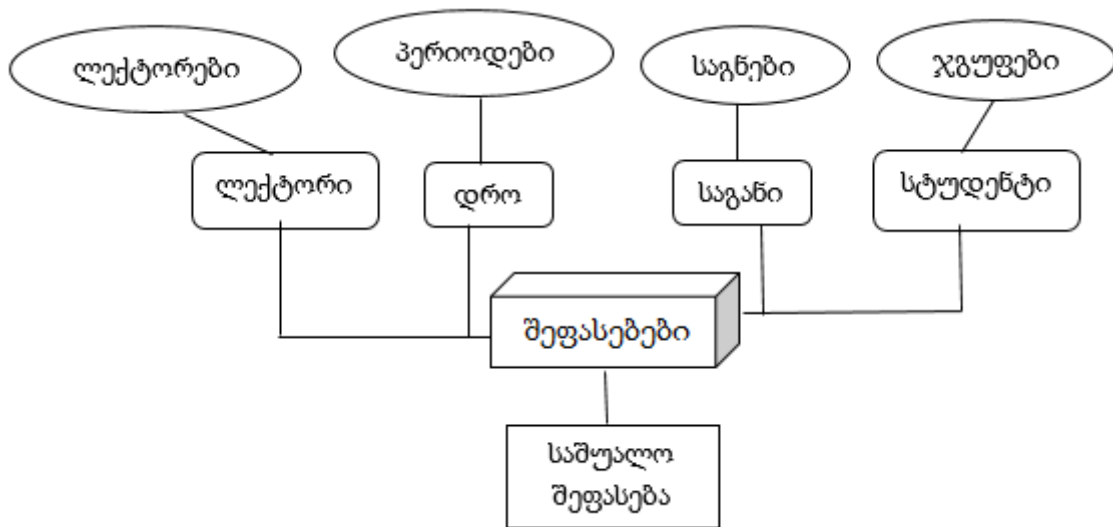 ლექტორები
პერიოდები
საგნები
ჯგუფები
ლექტორი
დრო
საგანი
სტუდენტი
შეფასებები
საშუალო
შეფასება